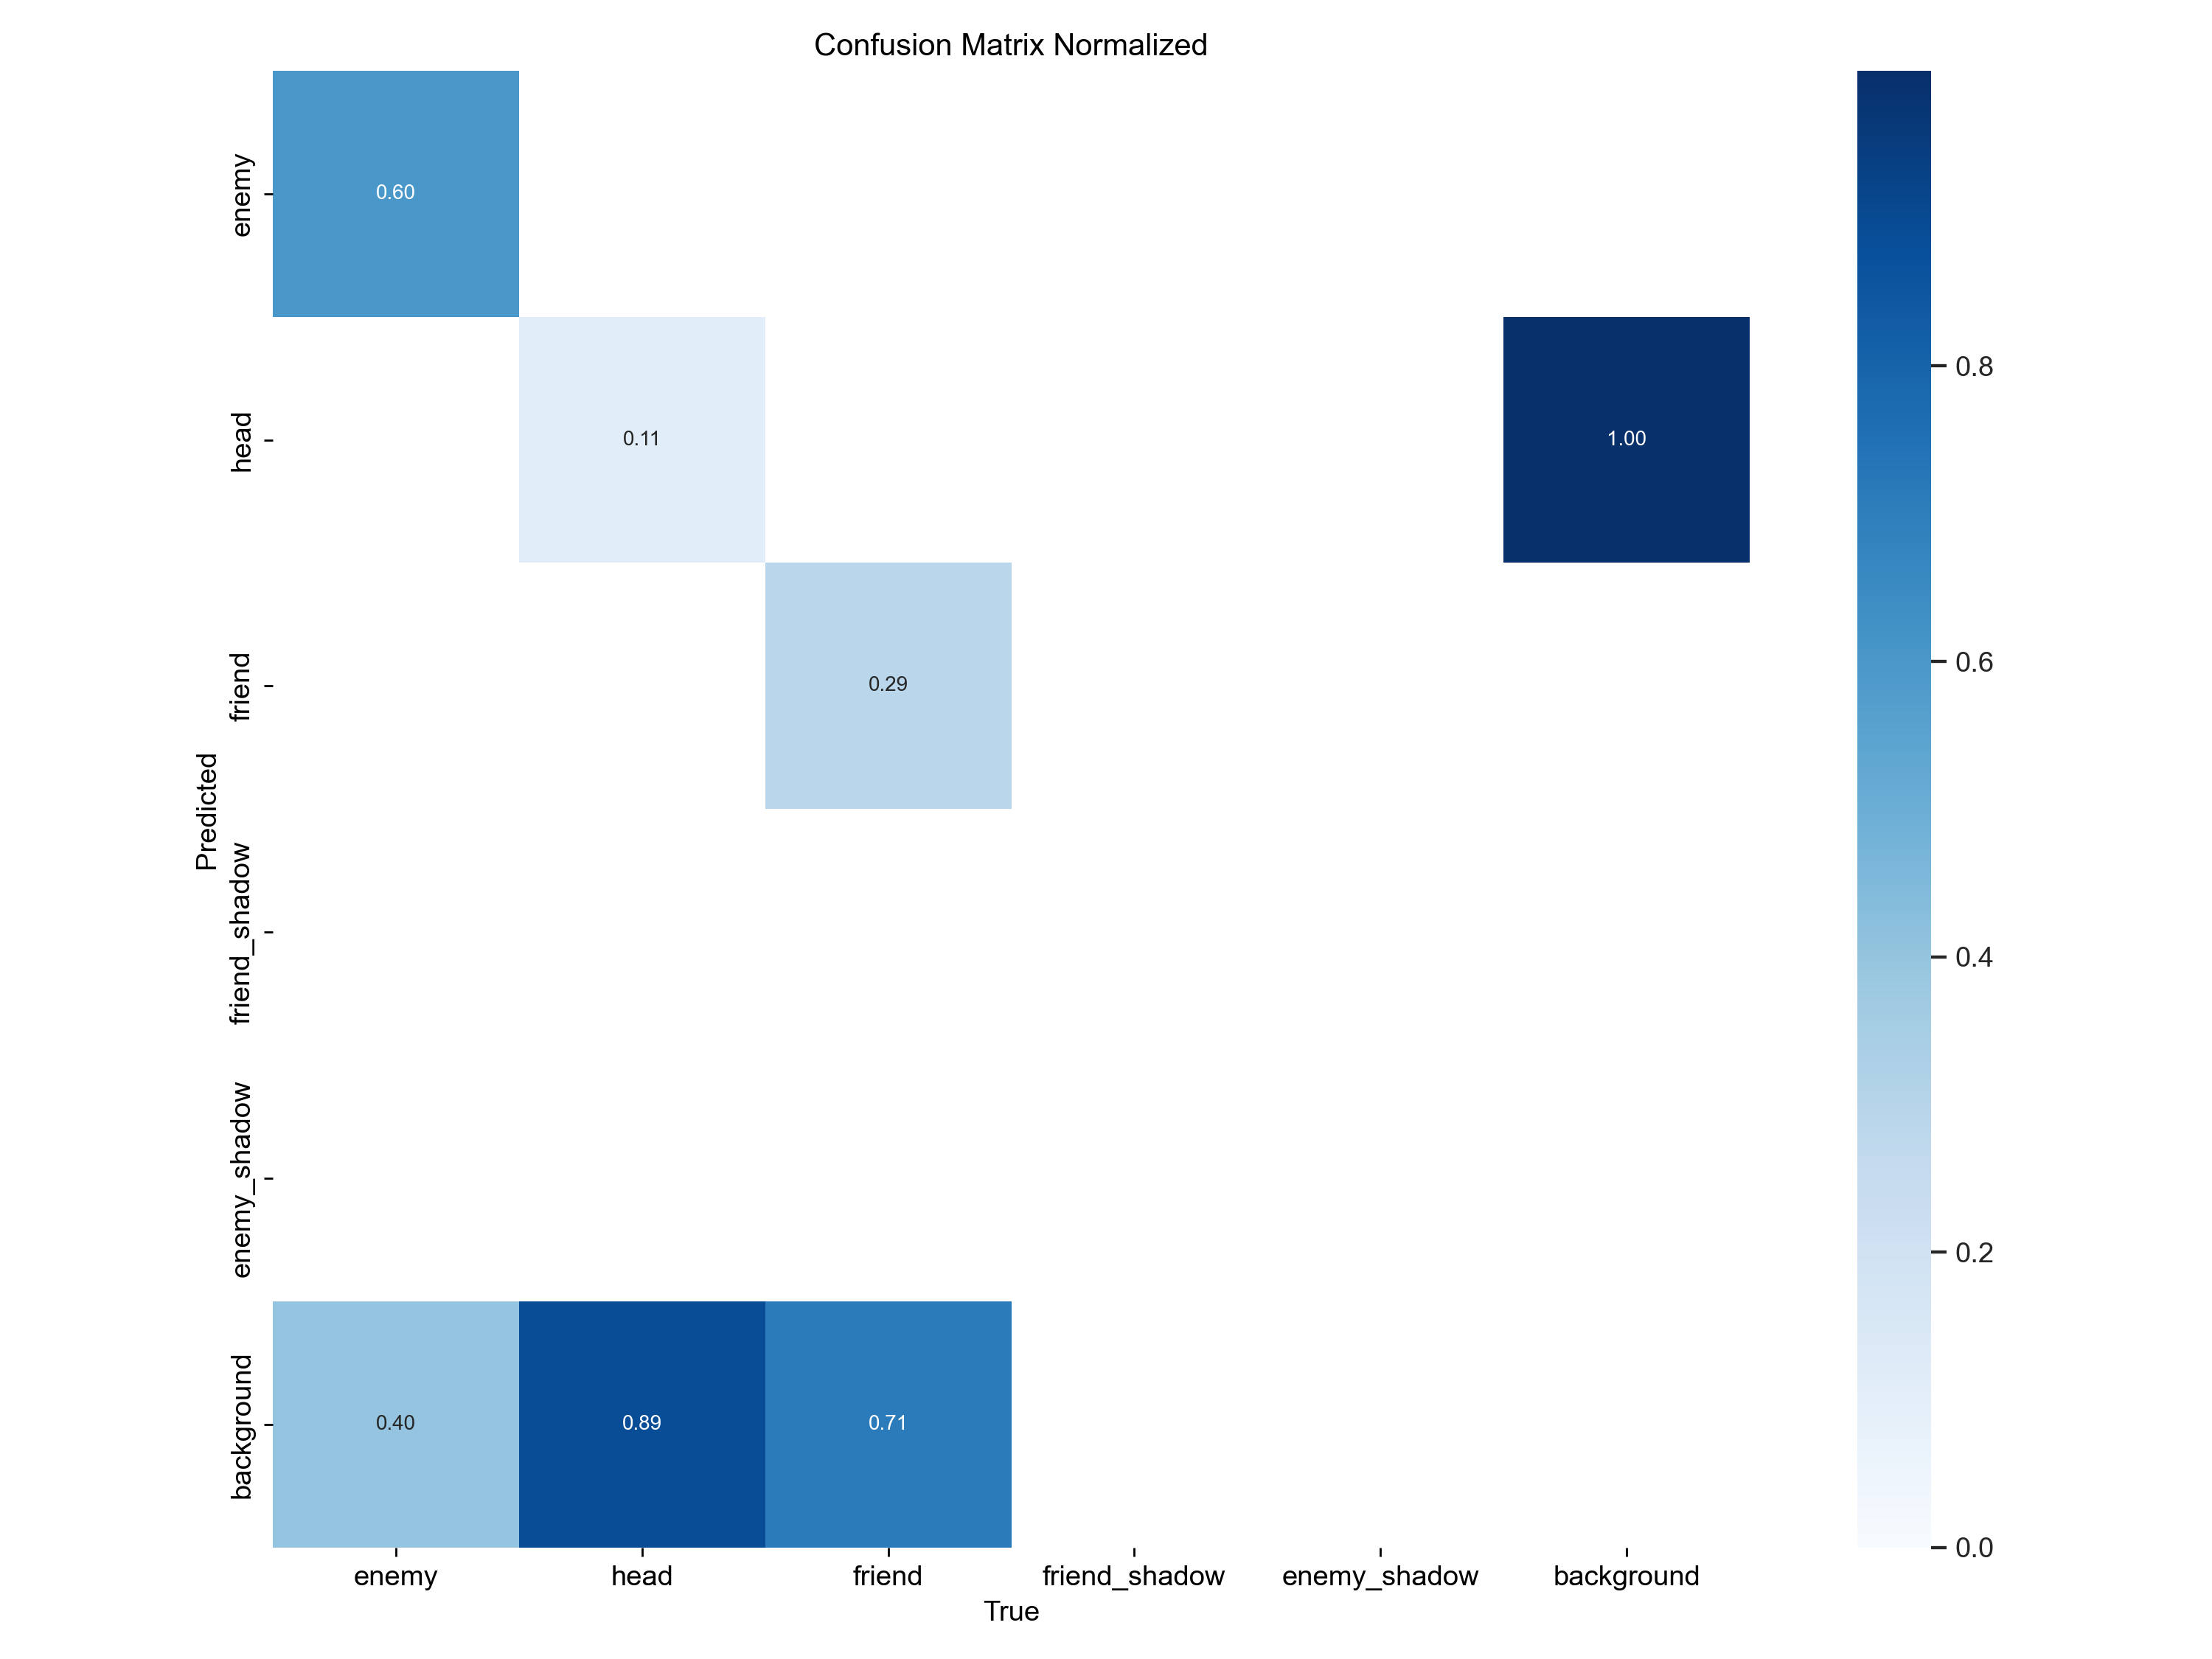 Confusion Matrix Normalized
enemy
0.60
head
0.11
1.00
friend
0.29
Predicted
friend_shadow
enemy_shadow
background
0.40
0.89
0.71
enemy
head
friend
friend_shadow
enemy_shadow
background
True
0.8
0.6
0.4
0.2
0.0